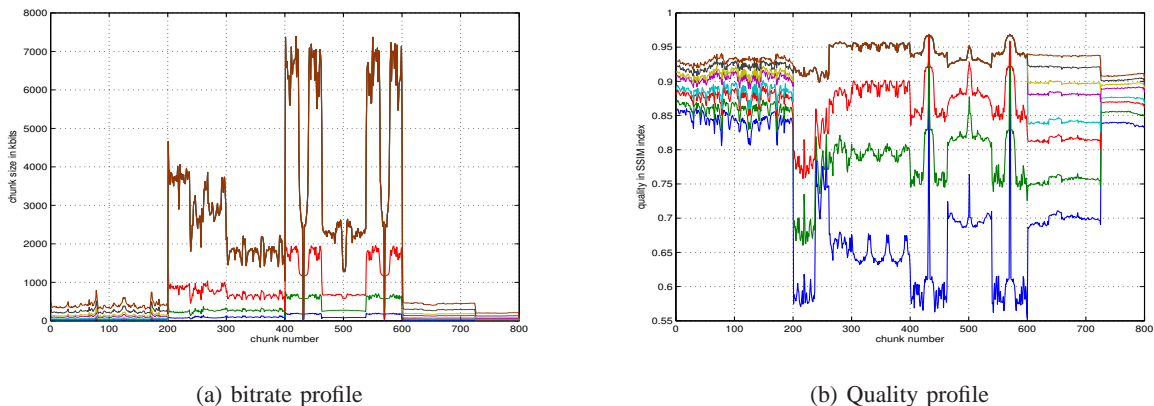 chunk size in kbits
8000
7000
6000
5000
4000
3000
2000
1000
0
0 100 200 300 400 500 600 700 800
chunk number
(a) bitrate profile
quality in SSIM index
1
0.95
0.9
0.85
0.8
0.75
0.7
0.65
0.6
0.55
0 100 200 300 400 500 600 700 800
chunk number
(b) Quality profile